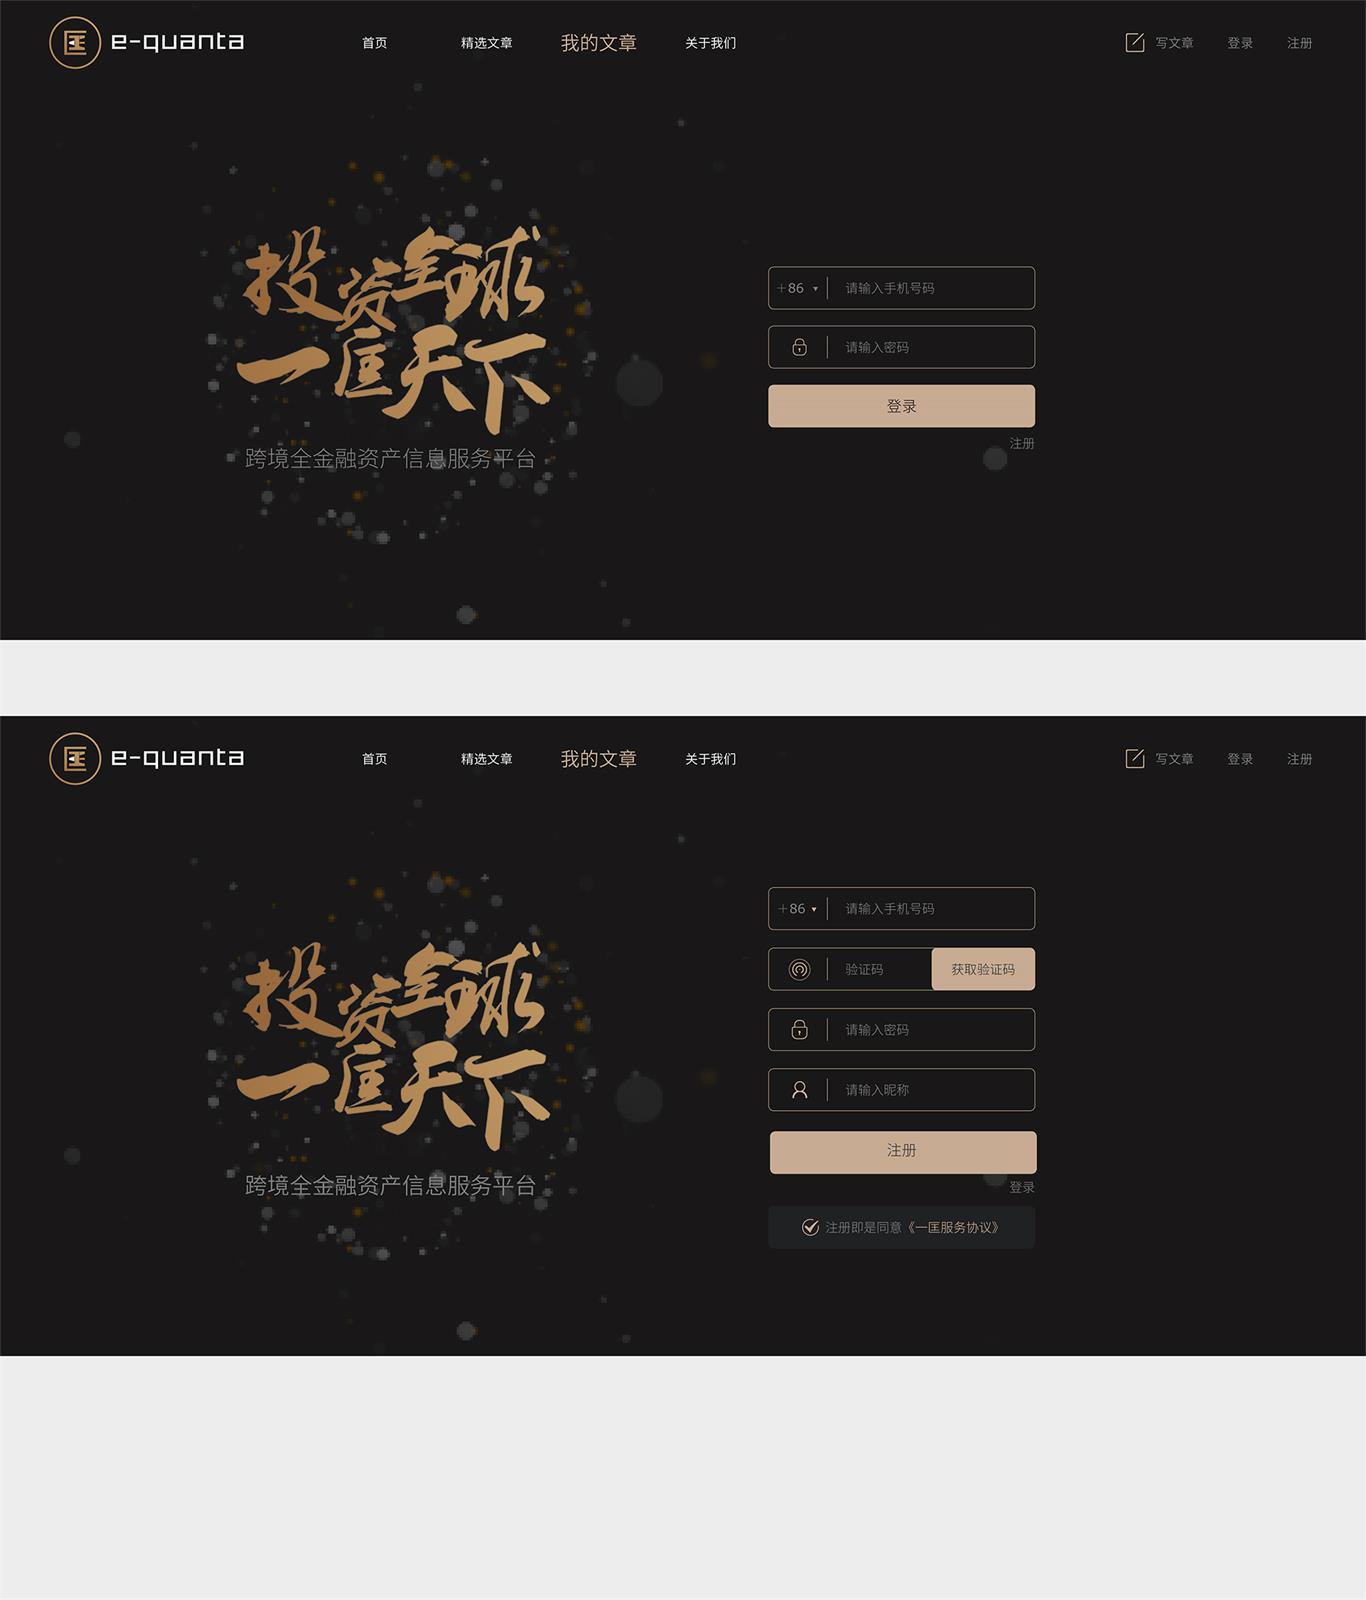 e-quanta 首页 精选文章 我的文章 关于我们 写文章 登录 注册
投资全球
一匡天下
跨境全金融资产信息服务平台
+86 ▾ 请输入手机号码
请输入密码
登录
注册
e-quanta 首页 精选文章 我的文章 关于我们 写文章 登录 注册
投资全球
一匡天下
跨境全金融资产信息服务平台
+86 ▾ 请输入手机号码
验证码 获取验证码
请输入密码
请输入昵称
注册
登录
注册即是同意《一匡服务协议》